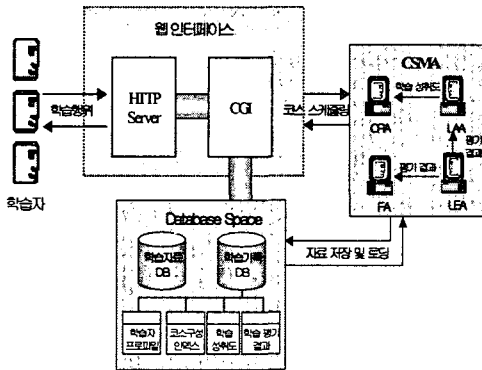 웹 인터페이스
HTTP
Server
CGI
학습행위
학습자
코스 스케쥴링
CSMA
학습 성취도
CRA
LAA
평가
결과
평가 결과
FA
LEA
Database Space
학습자료
DB
학습기록
DB
자료 저장 및 로딩
학습자
프로파일
코스구성
인덱스
학습
성취도
학습 평가
결과